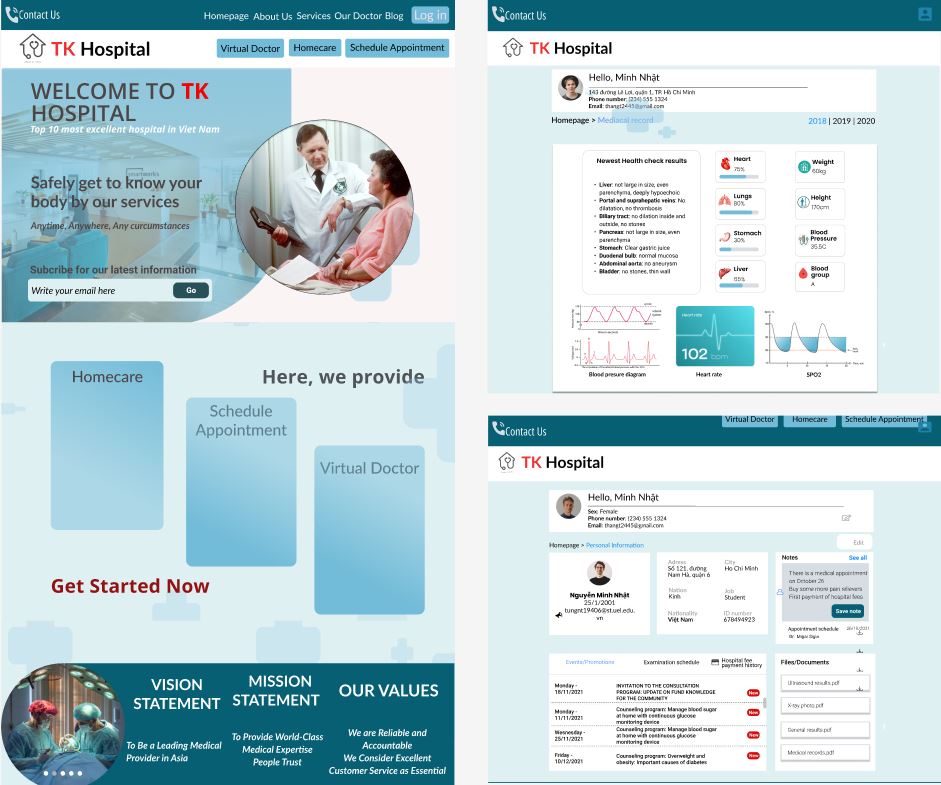 Contact Us
Homepage About Us Services Our Doctor Blog Log in
TK Hospital
Virtual Doctor Homecare Schedule Appointment
WELCOME TO TK
HOSPITAL
Top 10 most excellent hospital in Viet Nam
Safely get to know your
body by our services
Anytime, Anywhere, Any curcumstances
Subcribe for our latest information
Write your email here Go
Here, we provide
Homecare
Schedule
Appointment
Virtual Doctor
Get Started Now
VISION
STATEMENT
To Be a Leading Medical
Provider in Asia
MISSION
STATEMENT
To Provide World-Class
Medical Expertise
People Trust
OUR VALUES
We are Reliable and
Accountable
We Consider Excellent
Customer Service as Essential
Contact Us
TK Hospital
Hello, Minh Nhật
143 đường Lê Lợi, quận 1, TP. Hồ Chí Minh
Phone number: (234) 555 1324
Email: thangt2445@gmail.com
Homepage > Mediacal record
2018 | 2019 | 2020
Newest Health check results
• Liver: not large in size, even
parenchyma, deeply hypoechoic
• Portal and suprahepatic veins: No
dilatation, no thrombosis
• Biliary tract: no dilation inside and
outside, no stones
• Pancreas: not large in size, even
parenchyma
• Stomach: Clear gastric juice
• Duodenal bulb: normal mucosa
• Abdominal aorta: no aneurysm
• Bladder: no stones, thin wall
Heart
75%
Lungs
80%
Stomach
30%
Liver
55%
Weight
60kg
Height
170cm
Blood
Pressure
35.5C
Blood
group
A
Blood presure diagram
Heart rate
102 bpm
Heart rate
SPO2
Contact Us
Virtual Doctor Homecare Schedule Appointment
TK Hospital
Hello, Minh Nhật
Sex: Female
Phone number: (234) 555 1324
Email: thangt2445@gmail.com
Homepage > Personal Information
Edit
Nguyễn Minh Nhật
25/1/2001
tungnt19406@st.uel.edu.
vn
Adress
Số 121, đường
Nam Hà, quận 6
City
Ho Chi Minh
Nation
Kinh
Job
Student
Nationality
Việt Nam
ID number
678494923
Notes See all
There is a medical appointment
on October 26
Buy some more pain relievers
First payment of hospital fees
Save note
Appointment schedule
Events/Promotions
Examination schedule
Hospital fee
payment history
Monday -
18/11/2021
INVITATION TO THE CONSULTATION
PROGRAM: UPDATE ON FUND KNOWLEDGE
FOR THE COMMUNITY
New
Monday -
11/11/2021
Counseling program: Manage blood sugar
at home with continuous glucose
monitoring device
New
Wesnesday -
25/11/2021
Counseling program: Manage blood sugar
at home with continuous glucose
monitoring device
New
Friday -
10/12/2021
Counseling program: Overweight and
obesity: Important causes of diabetes
Files/Documents
Ultrasound results.pdf
X-ray photo.pdf
General results.pdf
Medical records.pdf